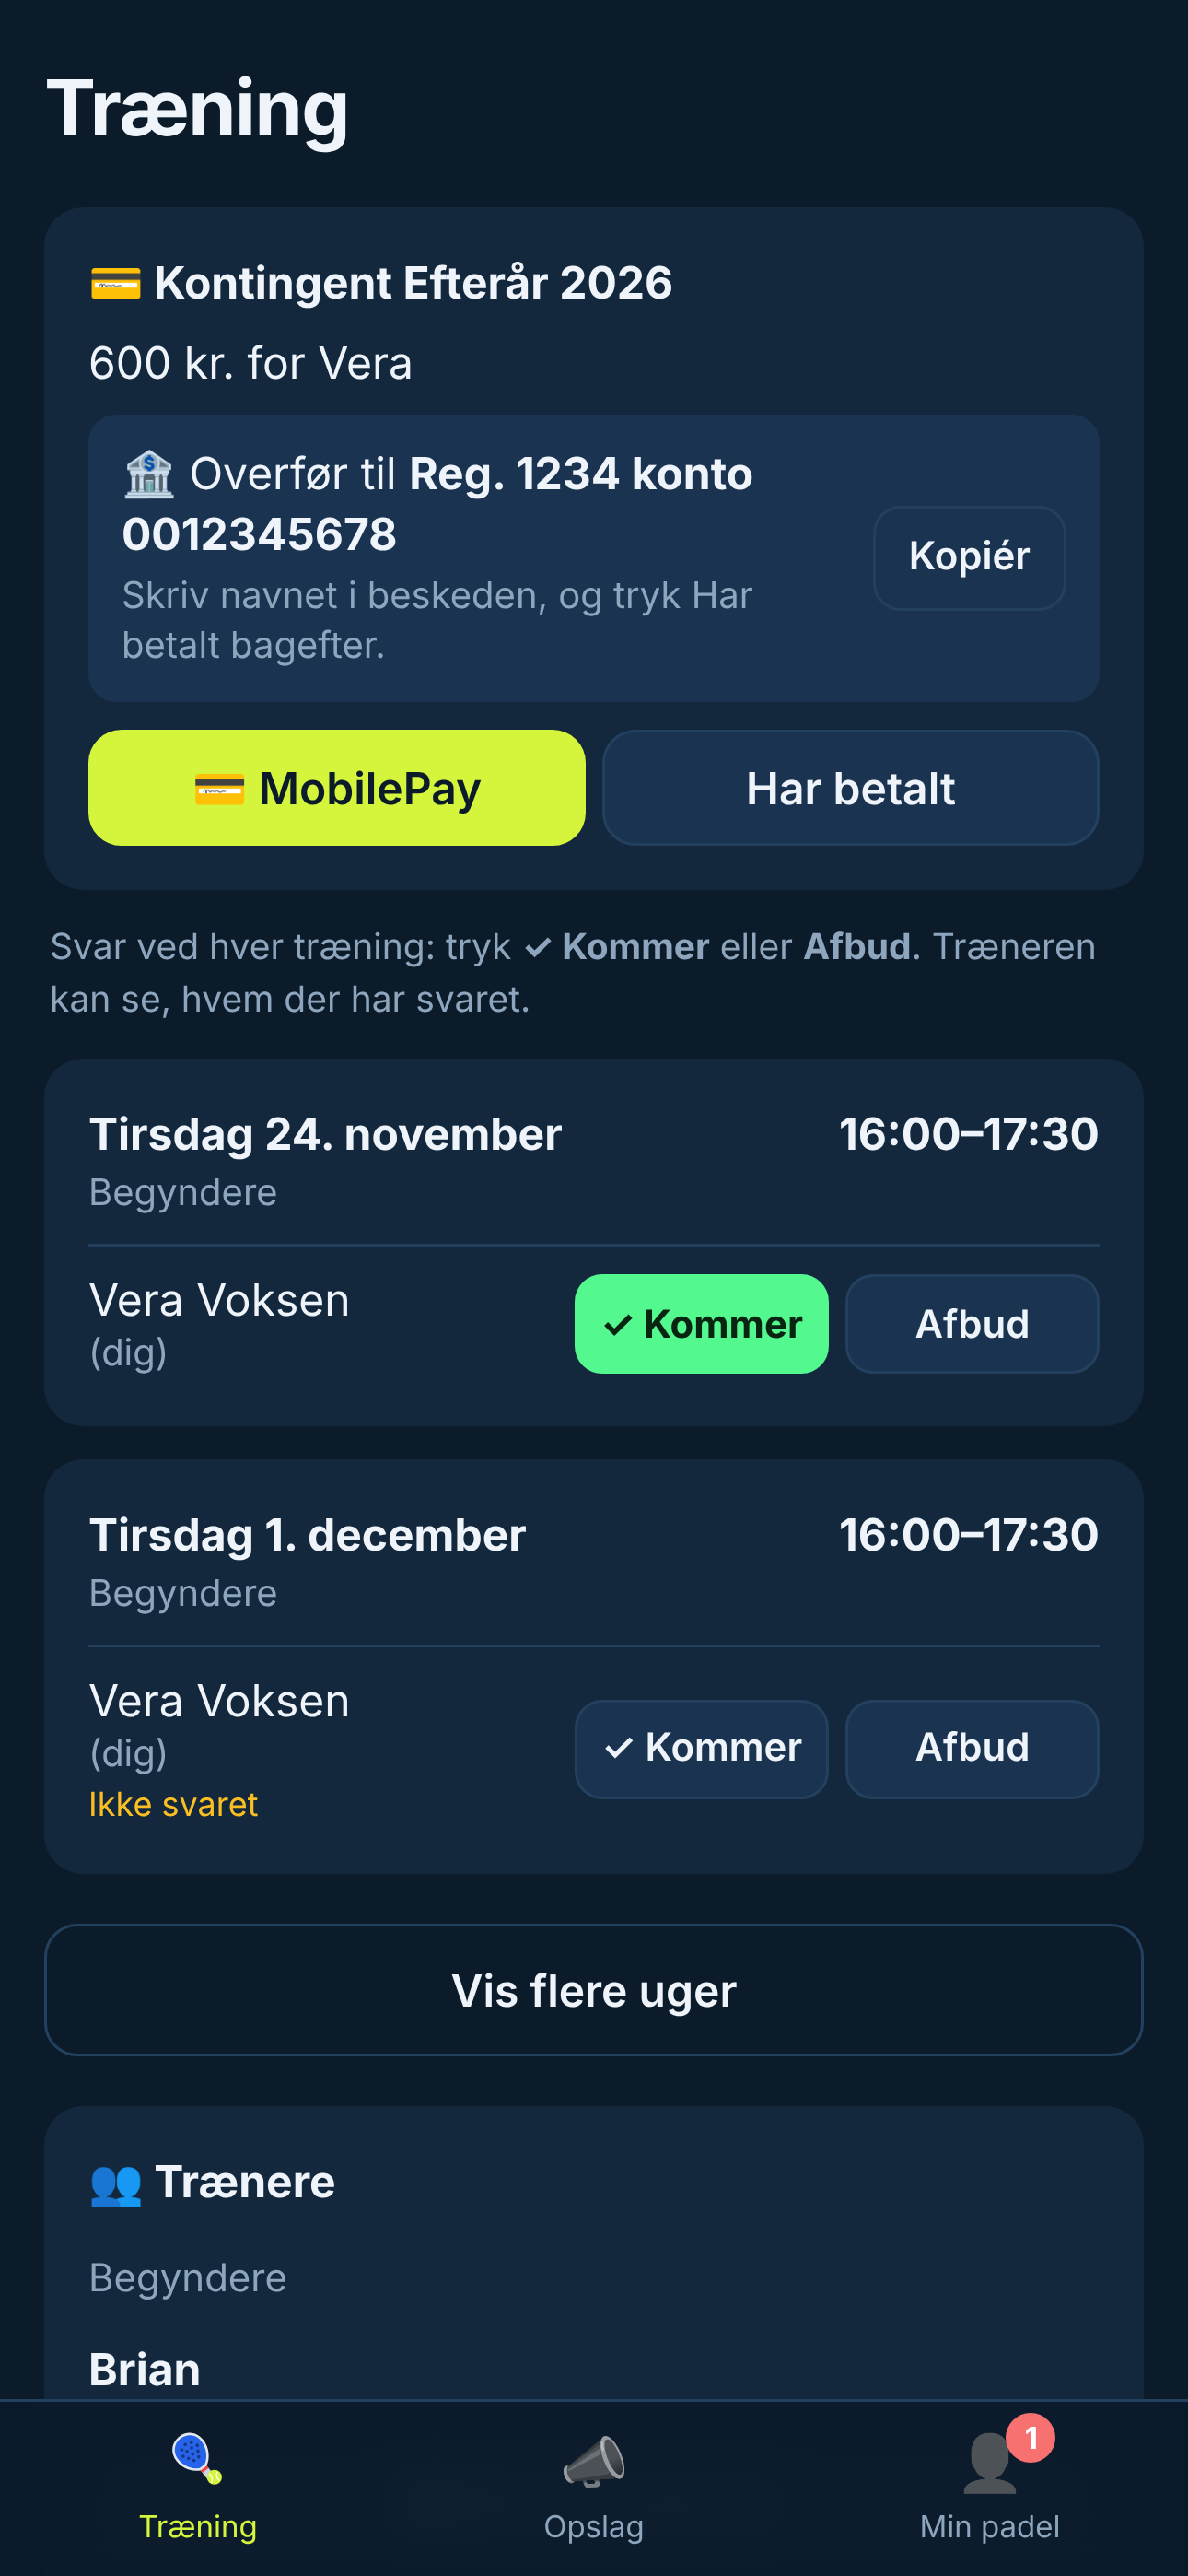 Træning
💳 Kontingent Efterår 2026
600 kr. for Vera
🏦 Overfør til Reg. 1234 konto
0012345678
Skriv navnet i beskeden, og tryk Har
betalt bagefter.
Kopiér
💳 MobilePay
Har betalt
Svar ved hver træning: tryk ✓ Kommer eller Afbud. Træneren
kan se, hvem der har svaret.
Tirsdag 24. november
16:00–17:30
Begyndere
Vera Voksen
(dig)
✓ Kommer
Afbud
Tirsdag 1. december
16:00–17:30
Begyndere
Vera Voksen
(dig)
Ikke svaret
✓ Kommer
Afbud
Vis flere uger
👥 Trænere
Begyndere
Brian
1
Træning
Opslag
Min padel